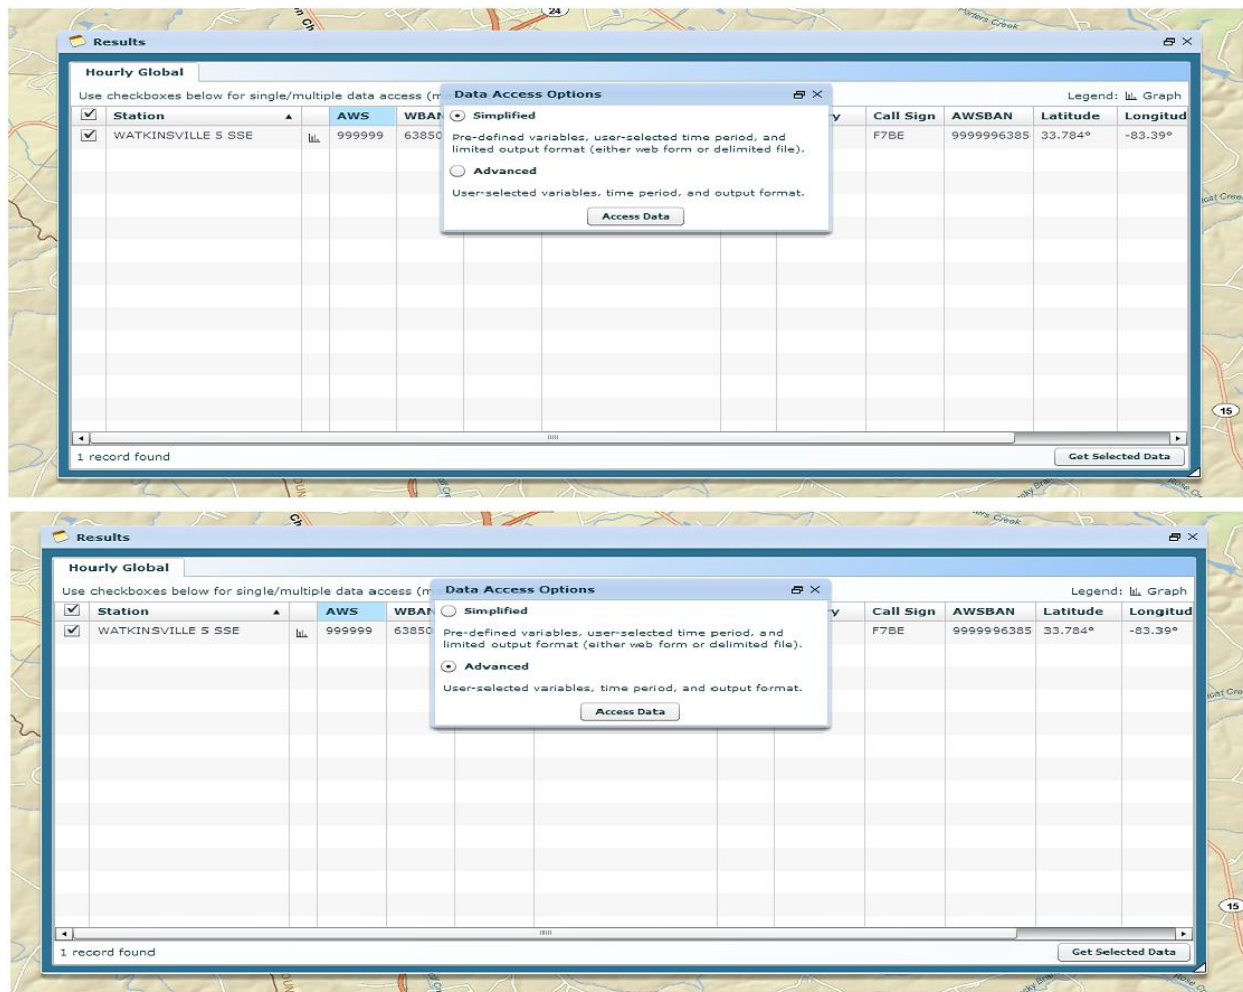 24
Porters Creek
Results
Hourly Global
Use checkboxes below for single/multiple data access (m
Data Access Options
Legend: Graph
Station AWS WBAN y Call Sign AWSBAN Latitude Longitud
Simplified
WATKINSVILLE 5 SSE 999999 63850 F7BE 9999996385 33.784° -83.39°
Pre-defined variables, user-selected time period, and
limited output format (either web form or delimited file).
Advanced
User-selected variables, time period, and output format.
Access Data
15
1 record found
Get Selected Data
Creek
Results
Hourly Global
Use checkboxes below for single/multiple data access (m
Data Access Options
Legend: Graph
Station AWS WBAN y Call Sign AWSBAN Latitude Longitud
Simplified
WATKINSVILLE 5 SSE 999999 63850 F7BE 9999996385 33.784° -83.39°
Pre-defined variables, user-selected time period, and
limited output format (either web form or delimited file).
Advanced
User-selected variables, time period, and output format.
Access Data
15
1 record found
Get Selected Data